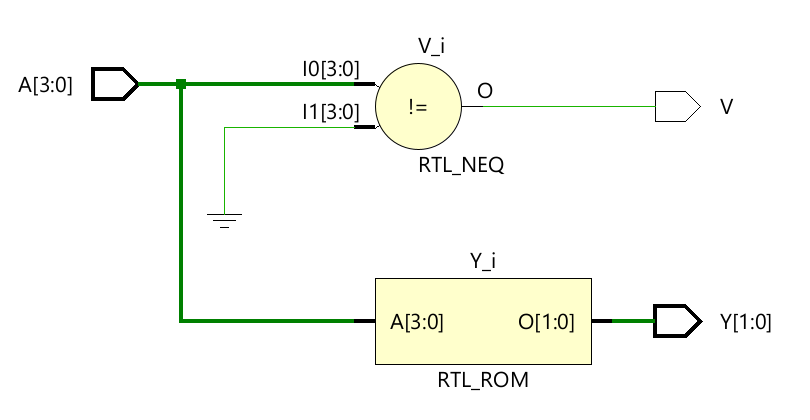 V_i
A[3:0]
I0[3:0]
I1[3:0]
!=
O
V
RTL_NEQ
Y_i
A[3:0]
O[1:0]
Y[1:0]
RTL_ROM